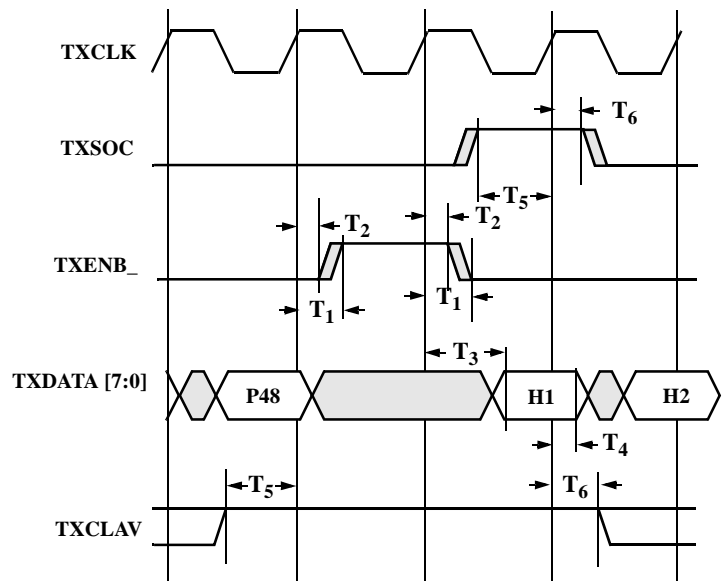 TXCLK
T6
TXSOC
T5
T2
T2
TXENB_
T1
T1
T3
TXDATA [7:0]
P48
H1
H2
T4
T5
T6
TXCLAV